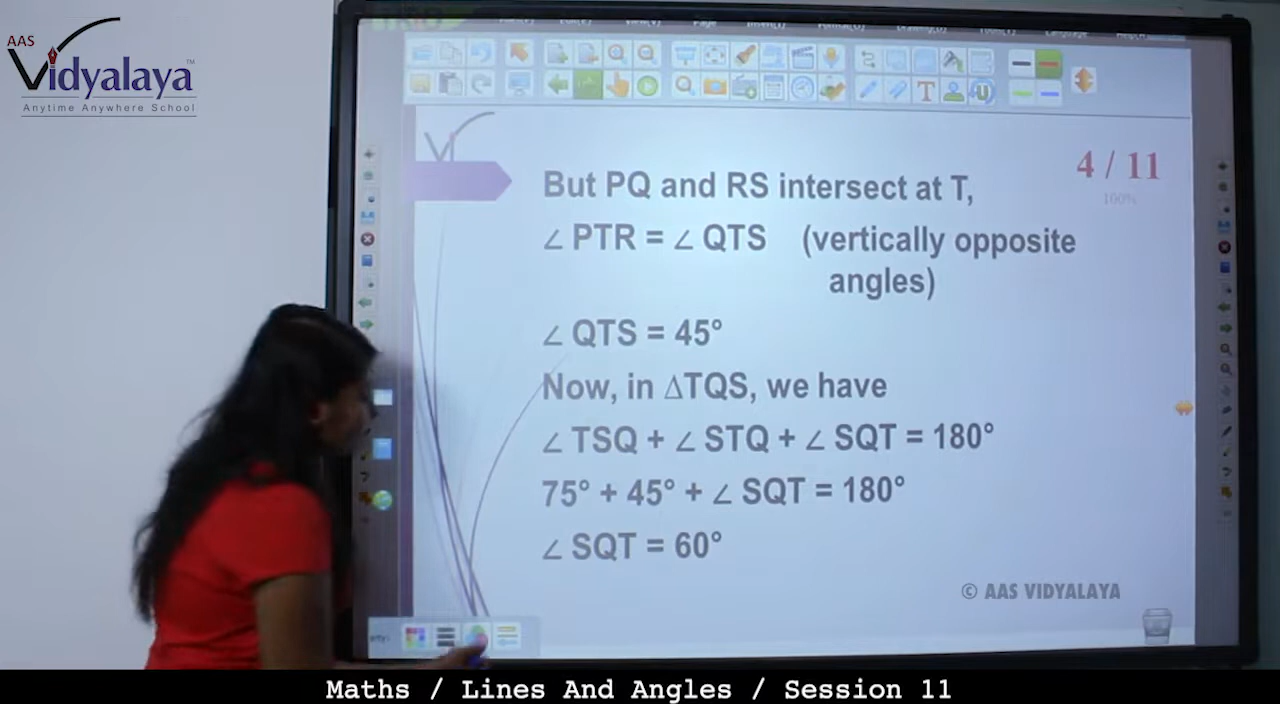 AAS
Vidyalaya™
Anytime Anywhere School
4 / 11
100%
But PQ and RS intersect at T,
∠ PTR = ∠ QTS (vertically opposite
angles)
∠ QTS = 45°
Now, in ΔTQS, we have
∠ TSQ + ∠ STQ + ∠ SQT = 180°
75° + 45° + ∠ SQT = 180°
∠ SQT = 60°
© AAS VIDYALAYA
Maths / Lines And Angles / Session 11